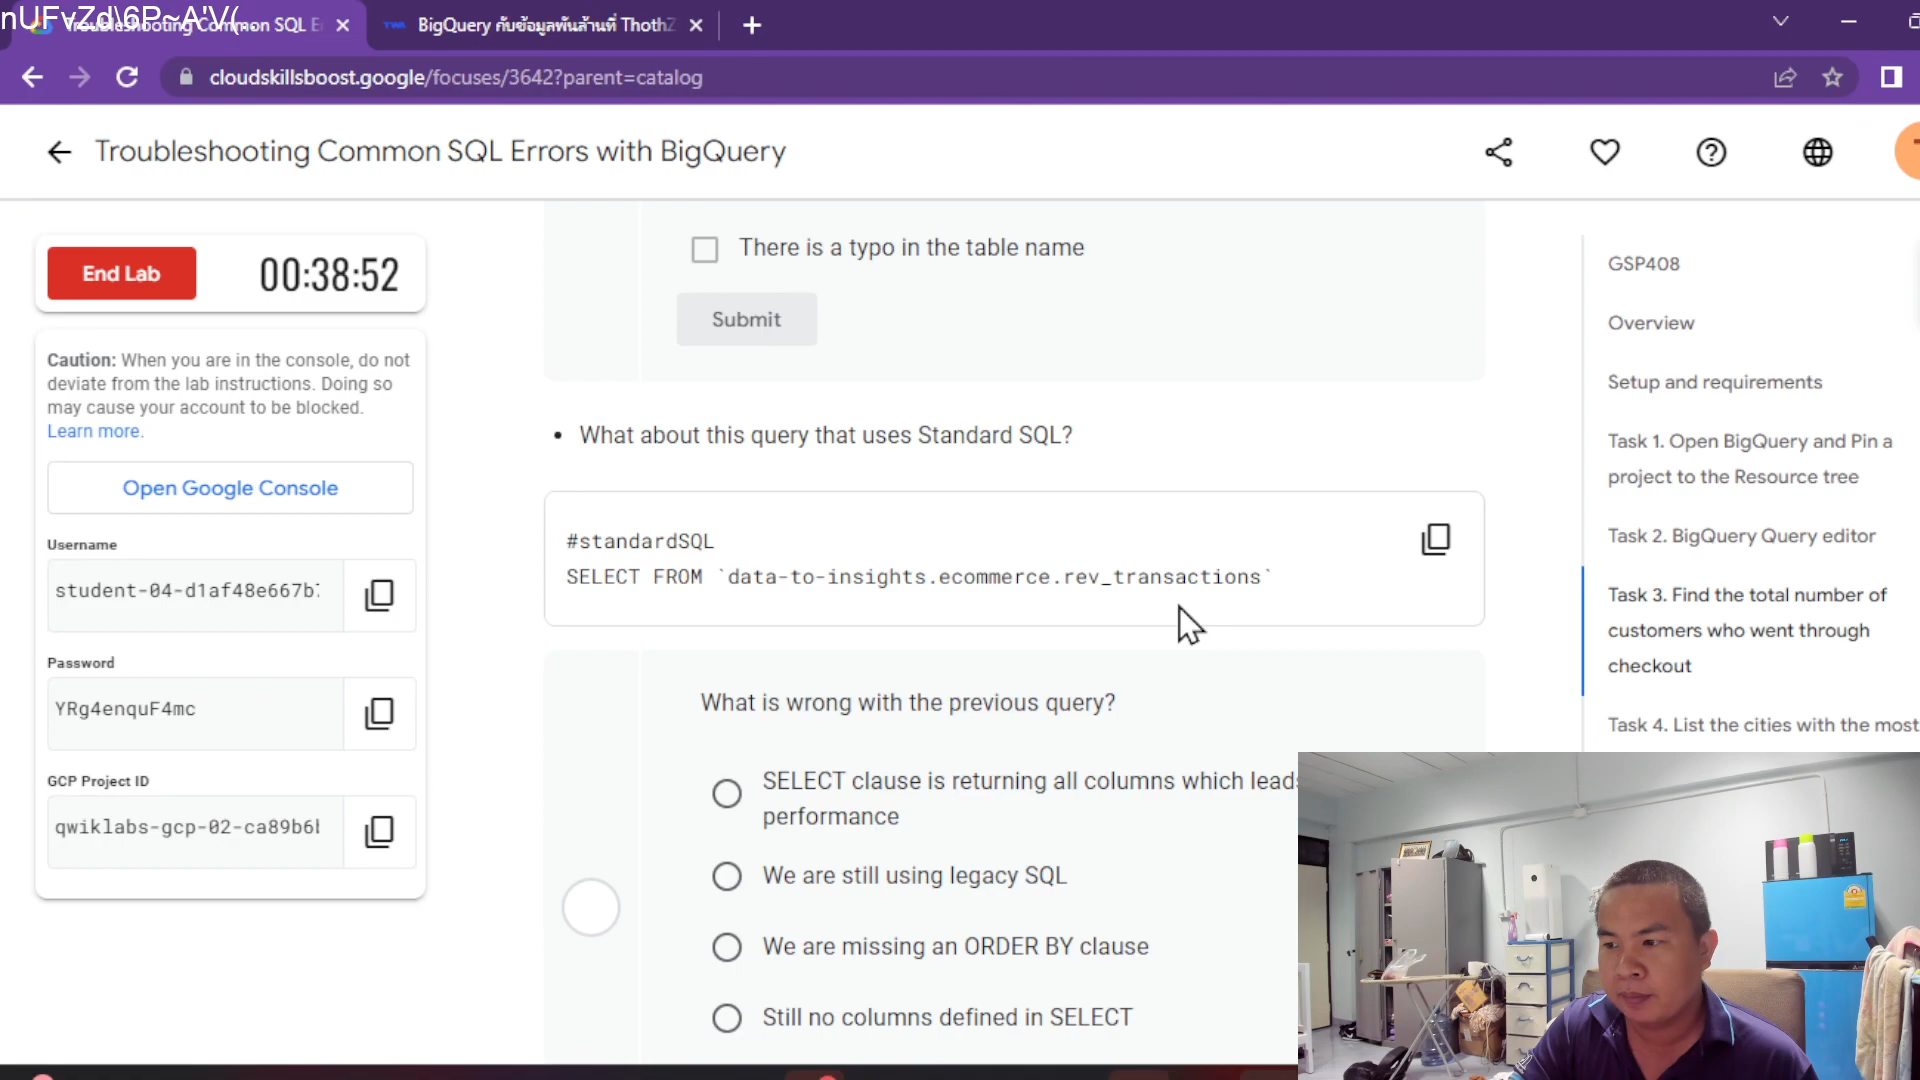 nUFvZd\6P~A'V(..
Troubleshooting Common SQL E
BigQuery กับข้อมูลพันล้านที่ ThothZ
cloudskillsboost.google/focuses/3642?parent=catalog
Troubleshooting Common SQL Errors with BigQuery
End Lab
00:38:52
Caution: When you are in the console, do not
deviate from the lab instructions. Doing so
may cause your account to be blocked.
Learn more.
Open Google Console
Username
student-04-d1af48e667b
Password
YRg4enquF4mc
GCP Project ID
qwiklabs-gcp-02-ca89b6
There is a typo in the table name
Submit
• What about this query that uses Standard SQL?
#standardSQL
SELECT FROM `data-to-insights.ecommerce.rev_transactions`
What is wrong with the previous query?
SELECT clause is returning all columns which leads
performance
We are still using legacy SQL
We are missing an ORDER BY clause
Still no columns defined in SELECT
GSP408
Overview
Setup and requirements
Task 1. Open BigQuery and Pin a
project to the Resource tree
Task 2. BigQuery Query editor
Task 3. Find the total number of
customers who went through
checkout
Task 4. List the cities with the most